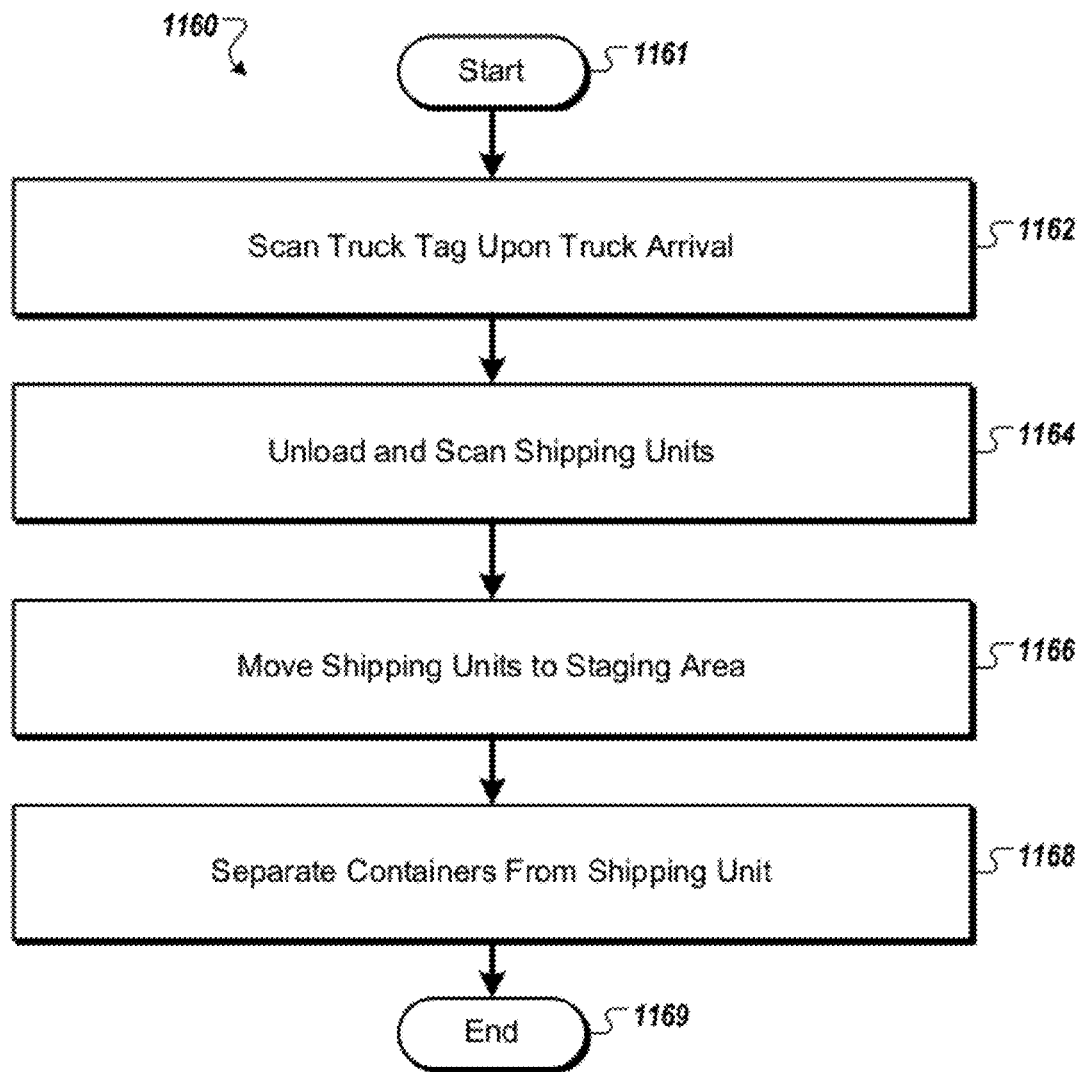 1160
Start
1161
Scan Truck Tag Upon Truck Arrival
1162
Unload and Scan Shipping Units
1164
Move Shipping Units to Staging Area
1166
Separate Containers From Shipping Unit
1168
End
1169